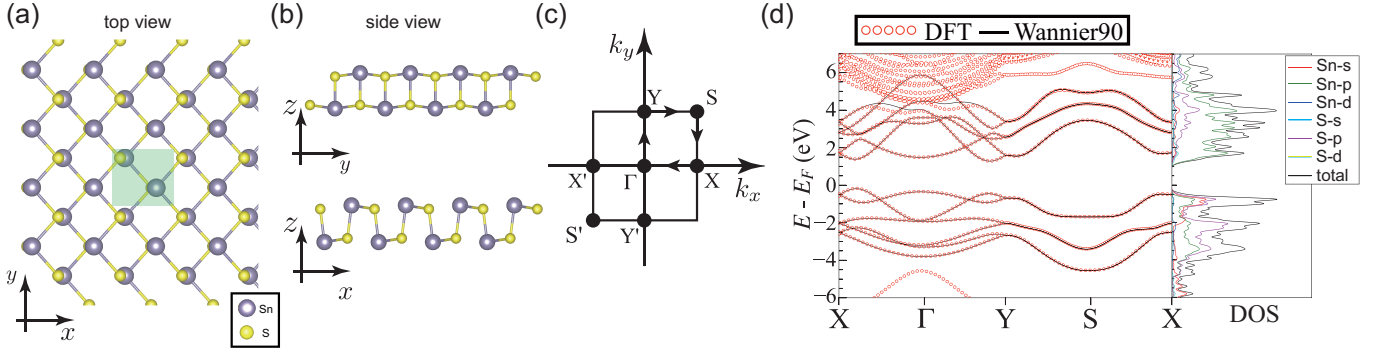 (a)
top view
y
x
Sn
S
(b)
side view
z
y
z
x
(c)
k_y
Y
S
X'
Γ
X
k_x
S'
Y'
(d)
DFT
Wannier90
E - E_F (eV)
6
4
2
0
−2
−4
−6
X
Γ
Y
S
X
DOS
Sn-s
Sn-p
Sn-d
S-s
S-p
S-d
total